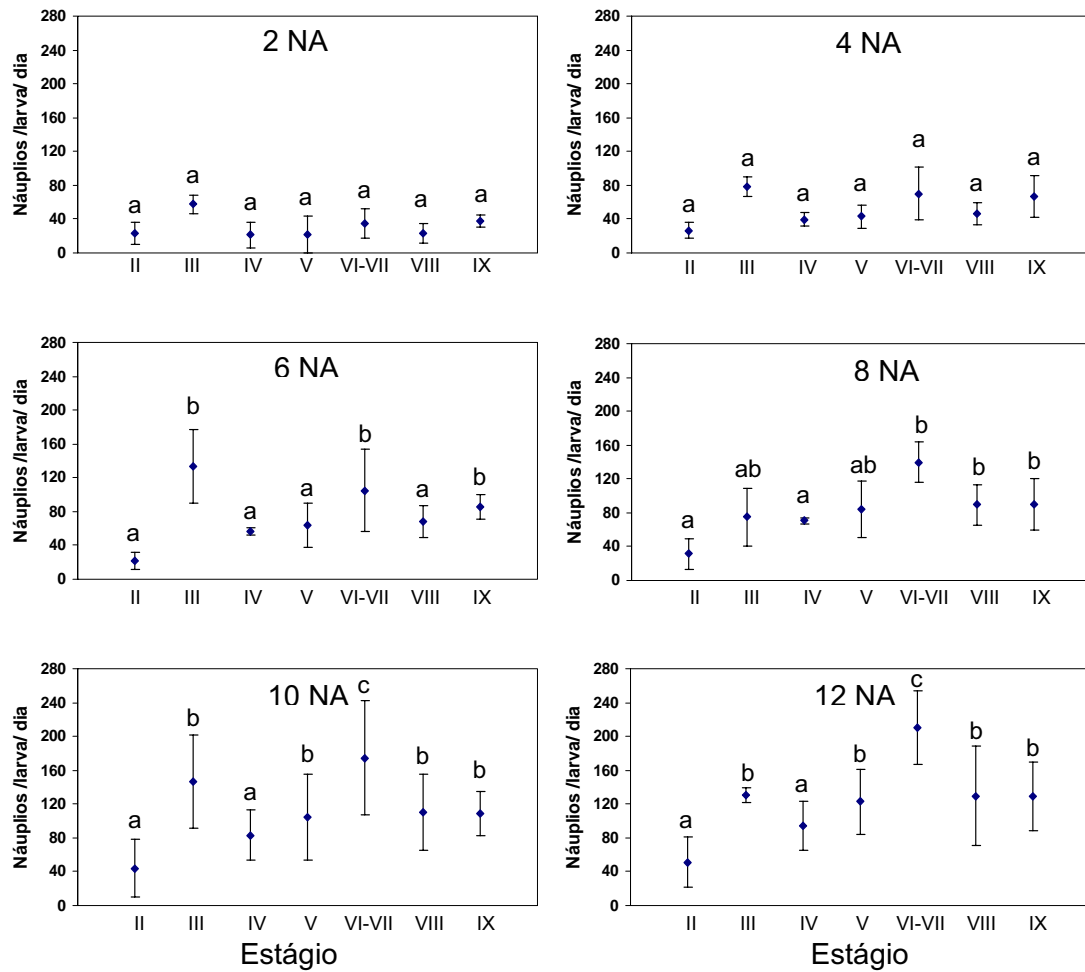 2 NA
Náuplios /larva/ dia
280
240
200
160
120
80
40
0
a a a a a a a
II III IV V VI-VII VIII IX
4 NA
Náuplios /larva/ dia
280
240
200
160
120
80
40
0
a a a a a a a
II III IV V VI-VII VIII IX
6 NA
Náuplios /larva/ dia
280
240
200
160
120
80
40
0
a b a a b a b
II III IV V VI-VII VIII IX
8 NA
Náuplios /larva/ dia
280
240
200
160
120
80
40
0
a ab a ab b b b
II III IV V VI-VII VIII IX
10 NA
Náuplios /larva/ dia
280
240
200
160
120
80
40
0
a b a b c b b
II III IV V VI-VII VIII IX
Estágio
12 NA
Náuplios /larva/ dia
280
240
200
160
120
80
40
0
a b a b c b b
II III IV V VI-VII VIII IX
Estágio